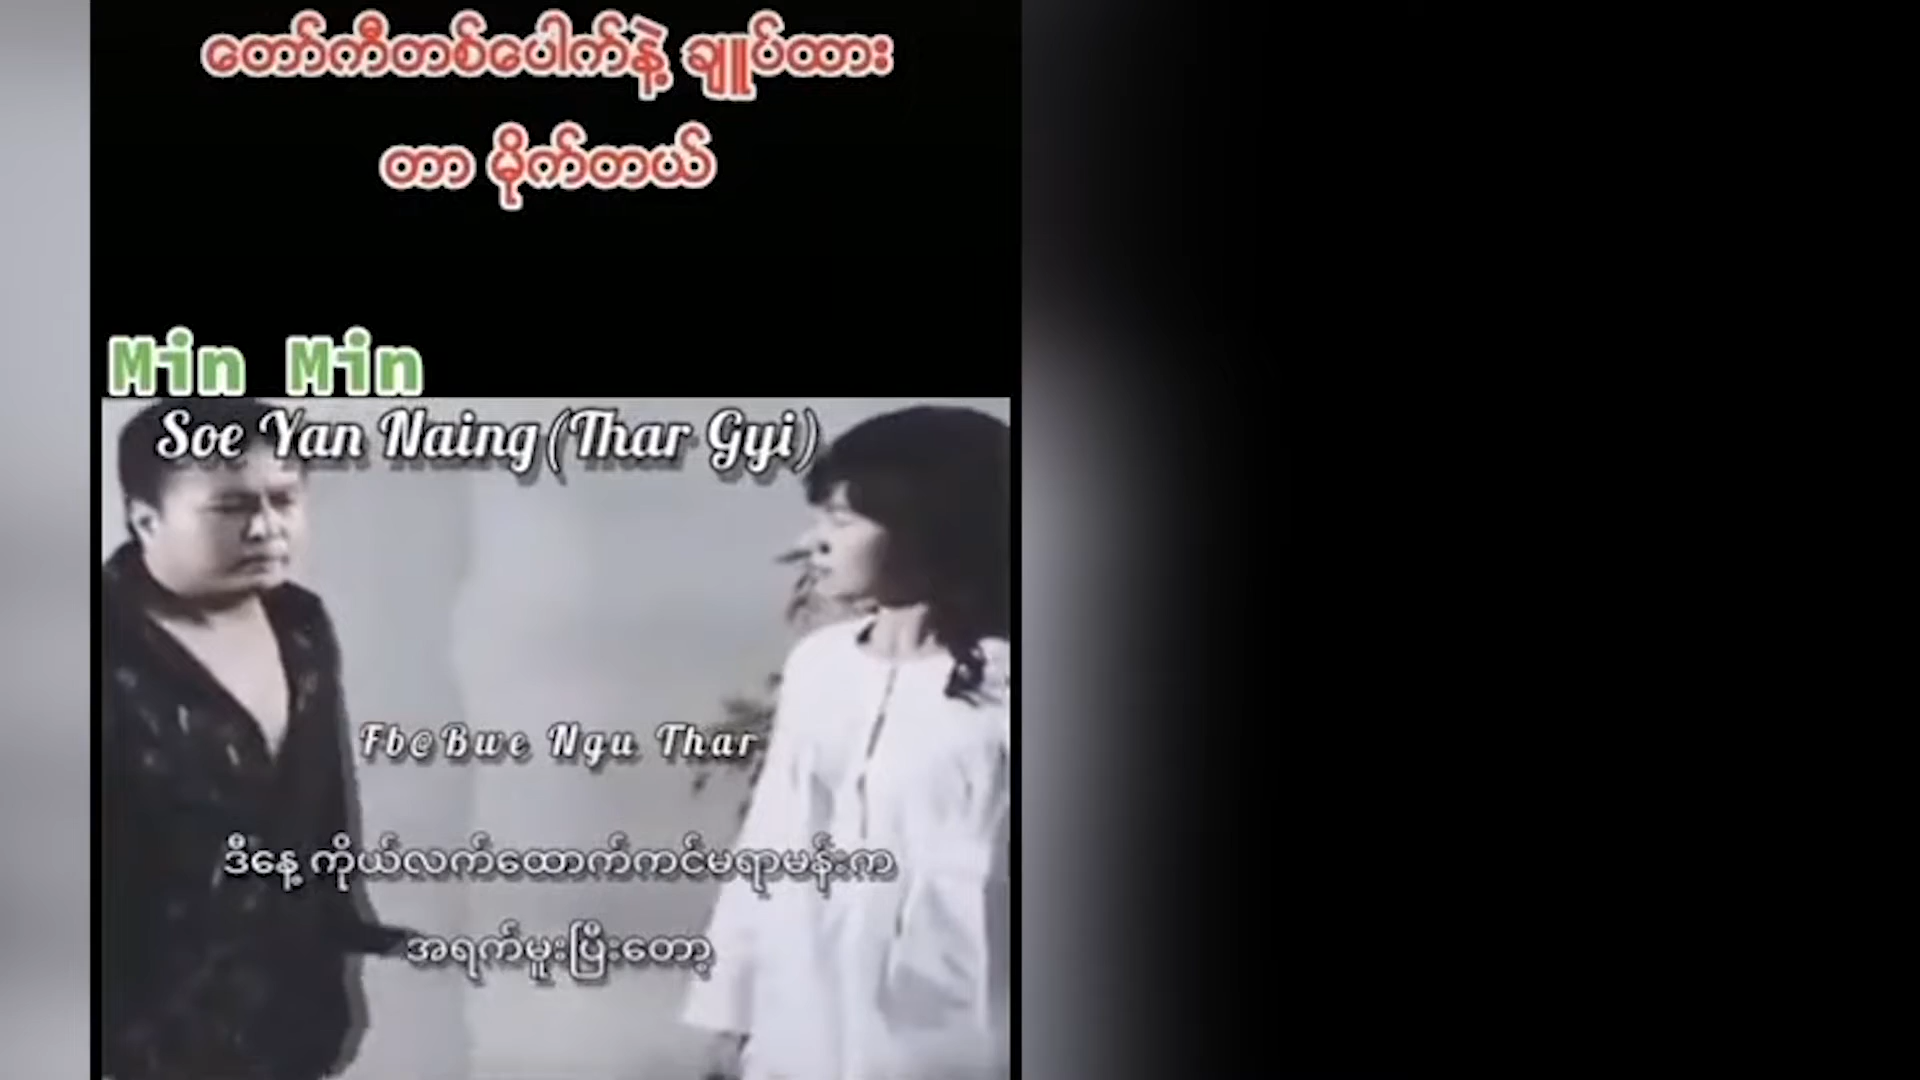 တော်ကီတစ်ပေါက်နဲ့ ချူပ်ထား
တာ မိုက်တယ်
Min Min
Soe Yan Naing(Thar Gyi)
Fb@Bwe Ngu Thar
ဒီနေ့ ကိုယ်လက်ထောက်ကင်မရာမန်းက
အရက်မူးပြီးတော့